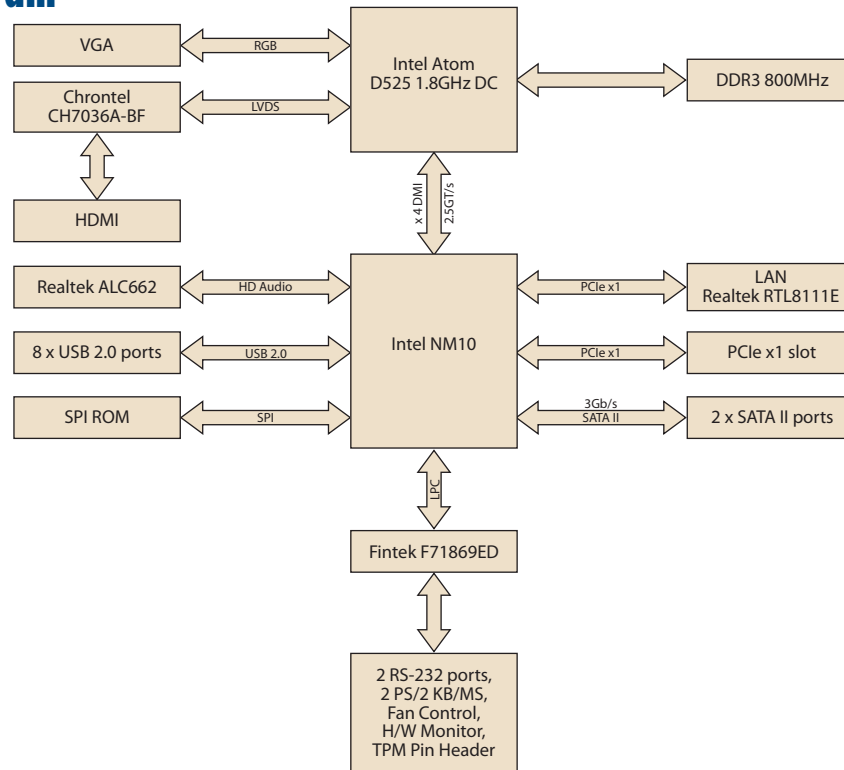 VGA
RGB
Intel Atom
D525 1.8GHz DC
DDR3 800MHz
Chrontel
CH7036A-BF
LVDS
x 4 DMI
2.5GT/s
HDMI
Realtek ALC662
HD Audio
Intel NM10
PCIe x1
LAN
Realtek RTL8111E
8 x USB 2.0 ports
USB 2.0
PCIe x1
PCIe x1 slot
SPI ROM
SPI
3Gb/s
SATA II
2 x SATA II ports
LPC
Fintek F71869ED
2 RS-232 ports,
2 PS/2 KB/MS,
Fan Control,
H/W Monitor,
TPM Pin Header